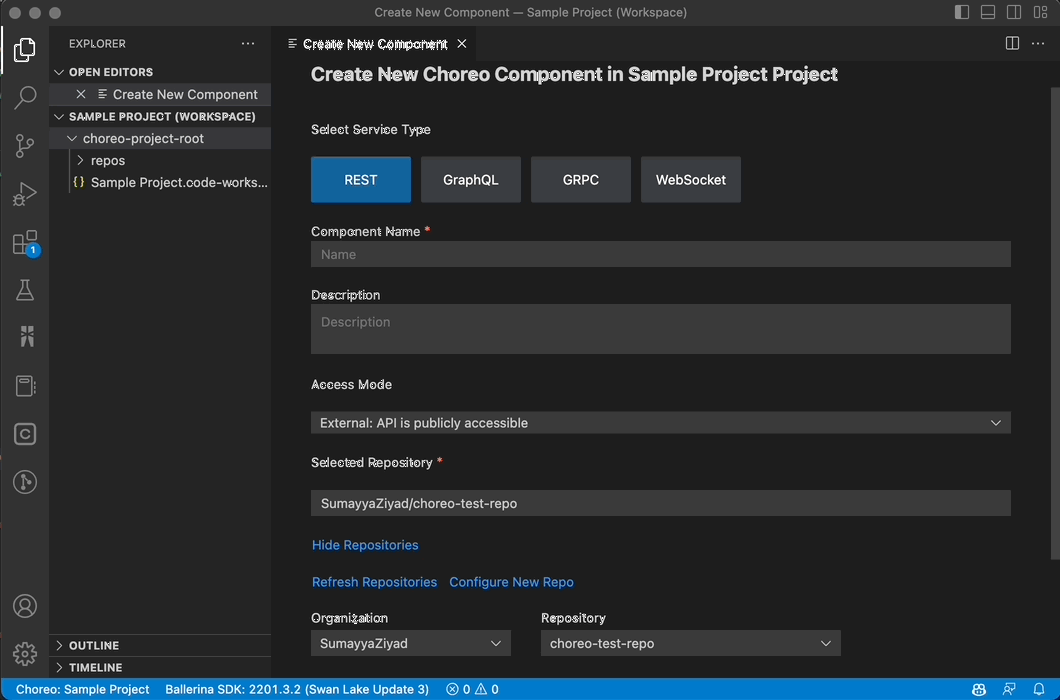 Create New Component — Sample Project (Workspace)
EXPLORER
OPEN EDITORS
Create New Component
SAMPLE PROJECT (WORKSPACE)
choreo-project-root
repos
{} Sample Project.code-works...
1
OUTLINE
TIMELINE
Create New Component
Create New Choreo Component in Sample Project Project
Select Service Type
REST GraphQL GRPC WebSocket
Component Name *
Name
Description
Description
Access Mode
External: API is publicly accessible
Selected Repository *
SumayyaZiyad/choreo-test-repo
Hide Repositories
Refresh Repositories Configure New Repo
Organization Repository
SumayyaZiyad choreo-test-repo
Choreo: Sample Project Ballerina SDK: 2201.3.2 (Swan Lake Update 3) 0 0